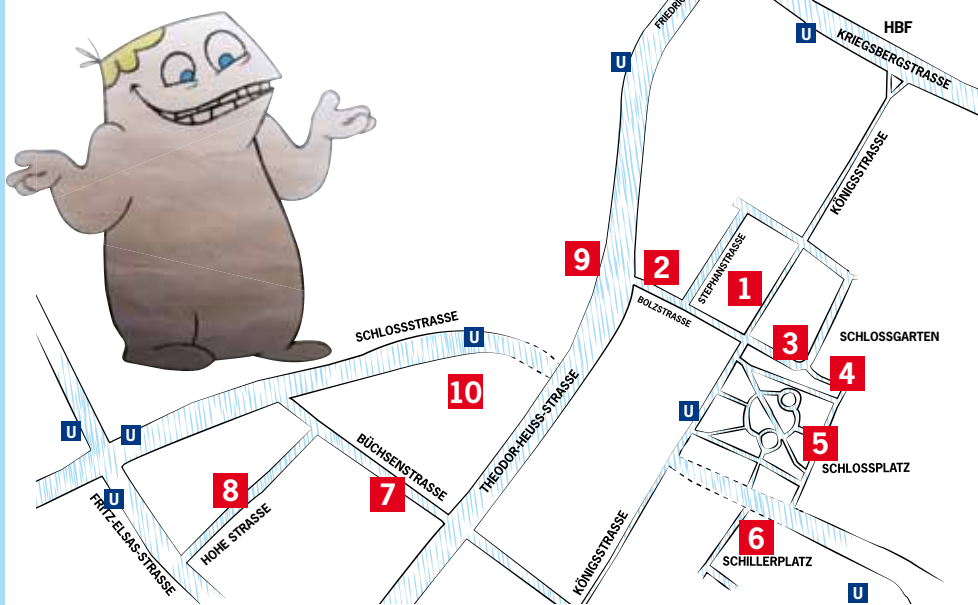 FRIEDRIC
U
U
HBF
KRIEGSBERGSTRASSE
KÖNIGSSTRASSE
9
2
STEPHANSTRASSE
1
BOLZSTRASSE
3
SCHLOSSGARTEN
4
SCHLOSSSTRASSE
U
10
THEODOR-HEUSS-STRASSE
U
U
U
5
SCHLOSSPLATZ
BÜCHSENSTRASSE
7
8
HOHE STRASSE
U
FRITZ-ELSAS-STRASSE
KÖNIGSSTRASSE
6
SCHILLERPLATZ
U